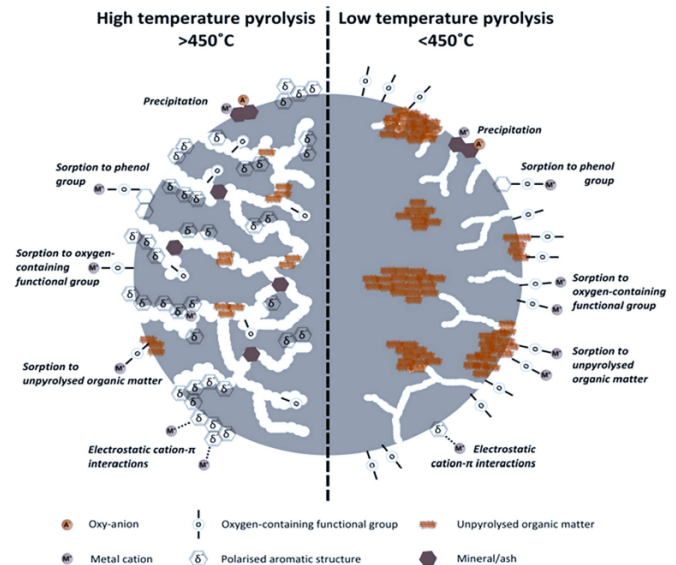 High temperature pyrolysis
>450˚C
Low temperature pyrolysis
<450˚C
Precipitation
M⁺
A⁻
Sorption to phenol
group
M⁺
O
Sorption to oxygen-
containing
functional group
M⁺
O
Sorption to
unpyrolysed organic matter
M⁺
Electrostatic cation-π
interactions
M⁺
M⁺
δ
Precipitation
M⁺
A⁻
Sorption to phenol
group
O
M⁺
Sorption to
oxygen-containing
functional group
O
M⁺
O
M⁺
Sorption to
unpyrolysed
organic matter
O
M⁺
O
M⁺
Electrostatic
cation-π interactions
δ
M⁺
A⁻ Oxy-anion
O Oxygen-containing functional group
Unpyrolysed organic matter
M⁺ Metal cation
δ Polarised aromatic structure
Mineral/ash